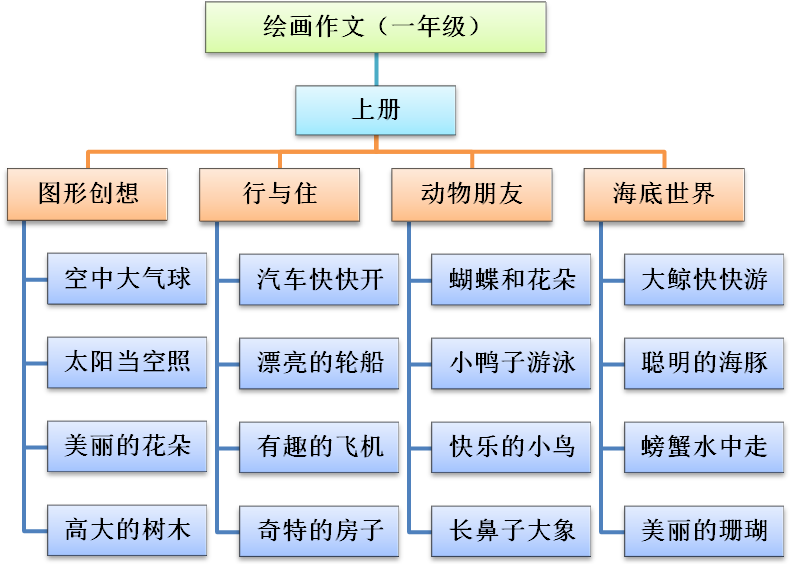 绘画作文（一年级）
上册
图形创想
空中大气球
太阳当空照
美丽的花朵
高大的树木
行与住
汽车快快开
漂亮的轮船
有趣的飞机
奇特的房子
动物朋友
蝴蝶和花朵
小鸭子游泳
快乐的小鸟
长鼻子大象
海底世界
大鲸快快游
聪明的海豚
螃蟹水中走
美丽的珊瑚